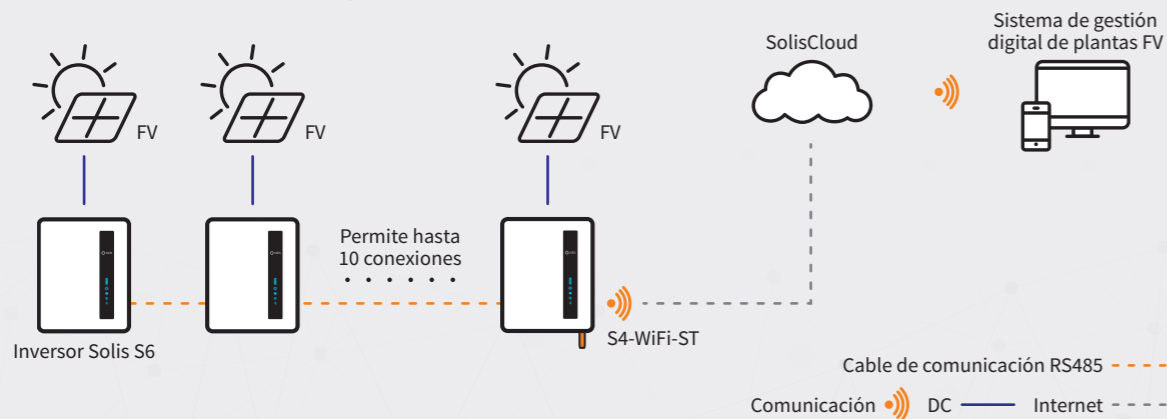 Sistema de gestión
digital de plantas FV
SolisCloud
FV
FV
FV
Permite hasta
10 conexiones
Inversor Solis S6
S4-WiFi-ST
Cable de comunicación RS485
Comunicación
DC
Internet